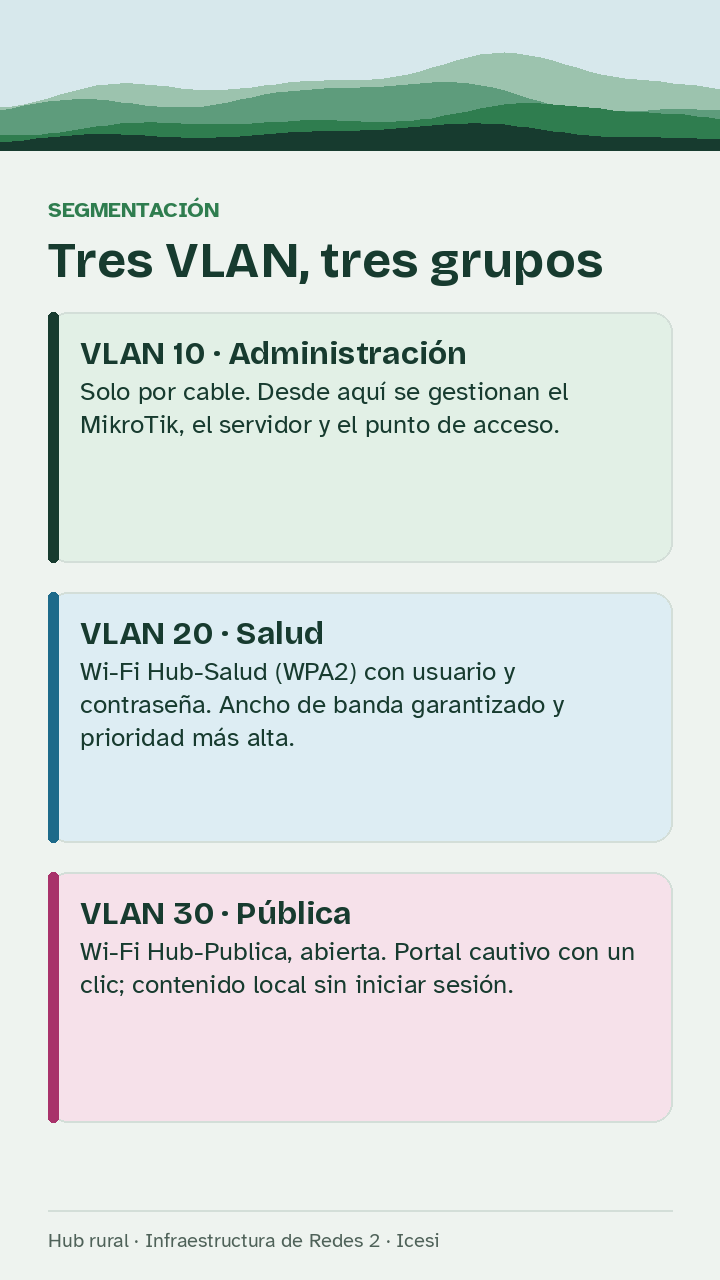 SEGMENTACIÓN
Tres VLAN, tres grupos
VLAN 10 · Administración
Solo por cable. Desde aquí se gestionan el
MikroTik, el servidor y el punto de acceso.
VLAN 20 · Salud
Wi-Fi Hub-Salud (WPA2) con usuario y
contraseña. Ancho de banda garantizado y
prioridad más alta.
VLAN 30 · Pública
Wi-Fi Hub-Publica, abierta. Portal cautivo con un
clic; contenido local sin iniciar sesión.
Hub rural · Infraestructura de Redes 2 · Icesi